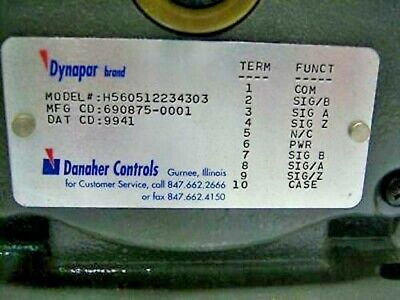 Dynapar brand
MODEL#:H560512234303
MFG CD:690875-0001
DAT CD:9941
Danaher Controls Gurnee, Illinois
for Customer Service, call 847.662.2666
or fax 847.662.4150
TERM FUNCT
1 COM
2 SIG/B
3 SIG A
4 SIG Z
5 N/C
6 PWR
7 SIG B
8 SIG/A
9 SIG/Z
10 CASE